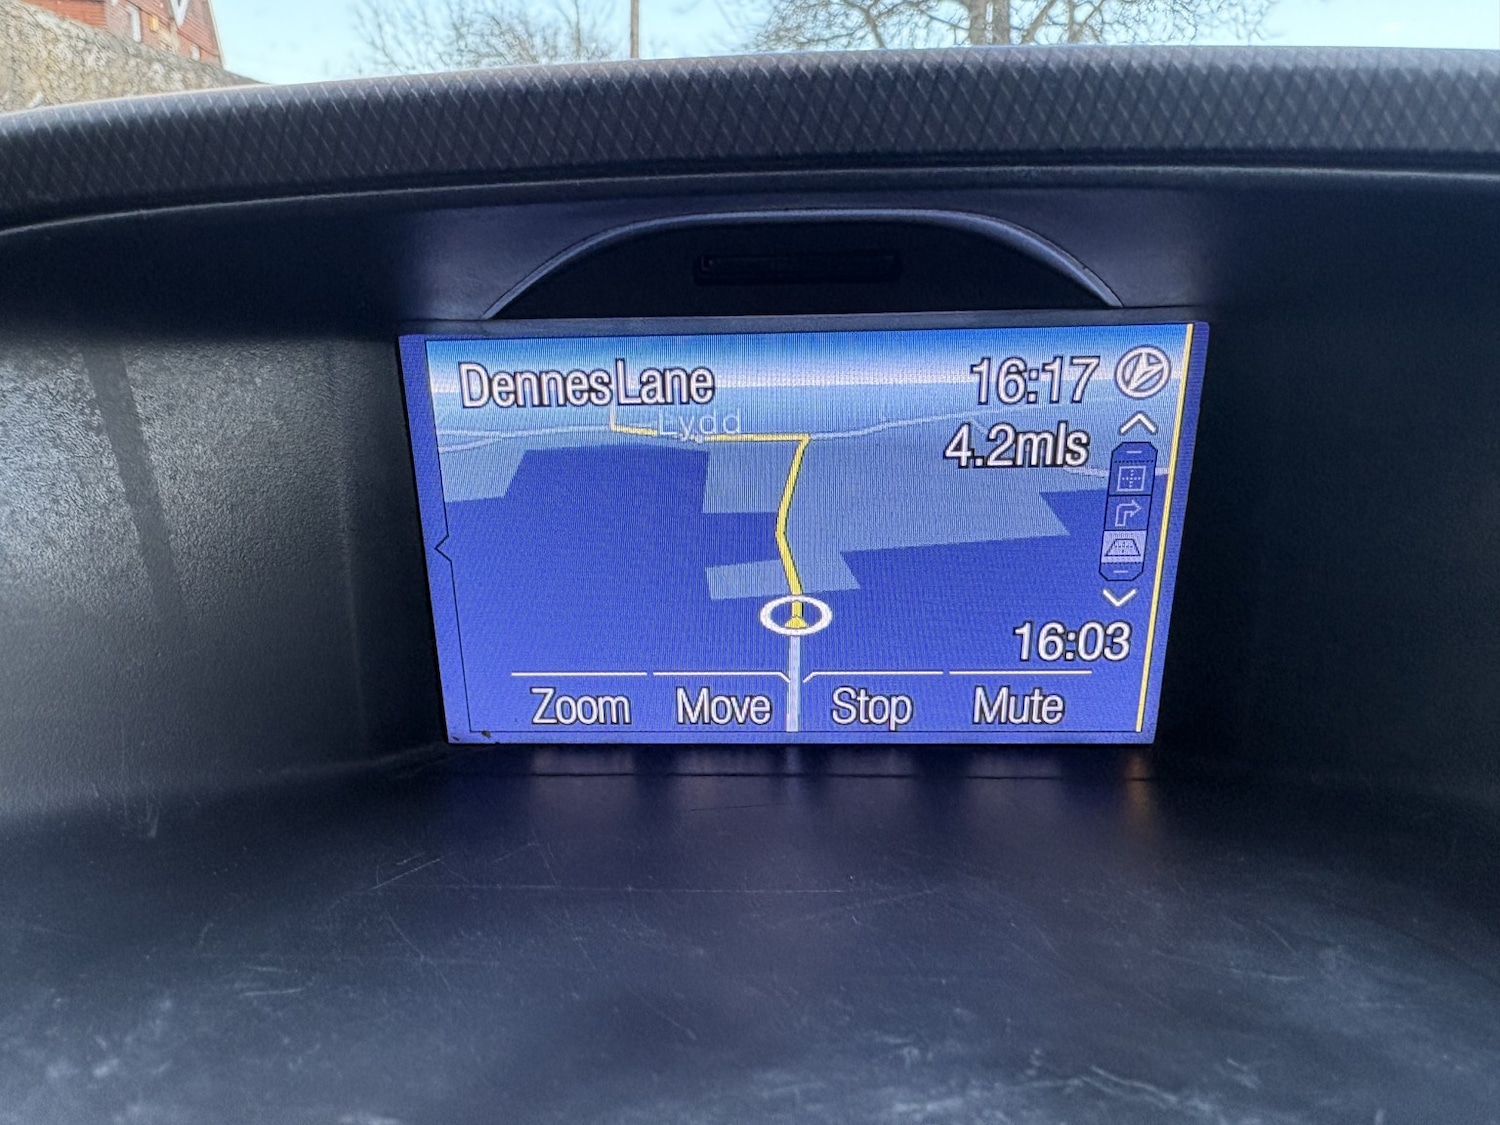 Dennes Lane
16:17
Lydd
4.2mls
16:03
Zoom Move Stop Mute